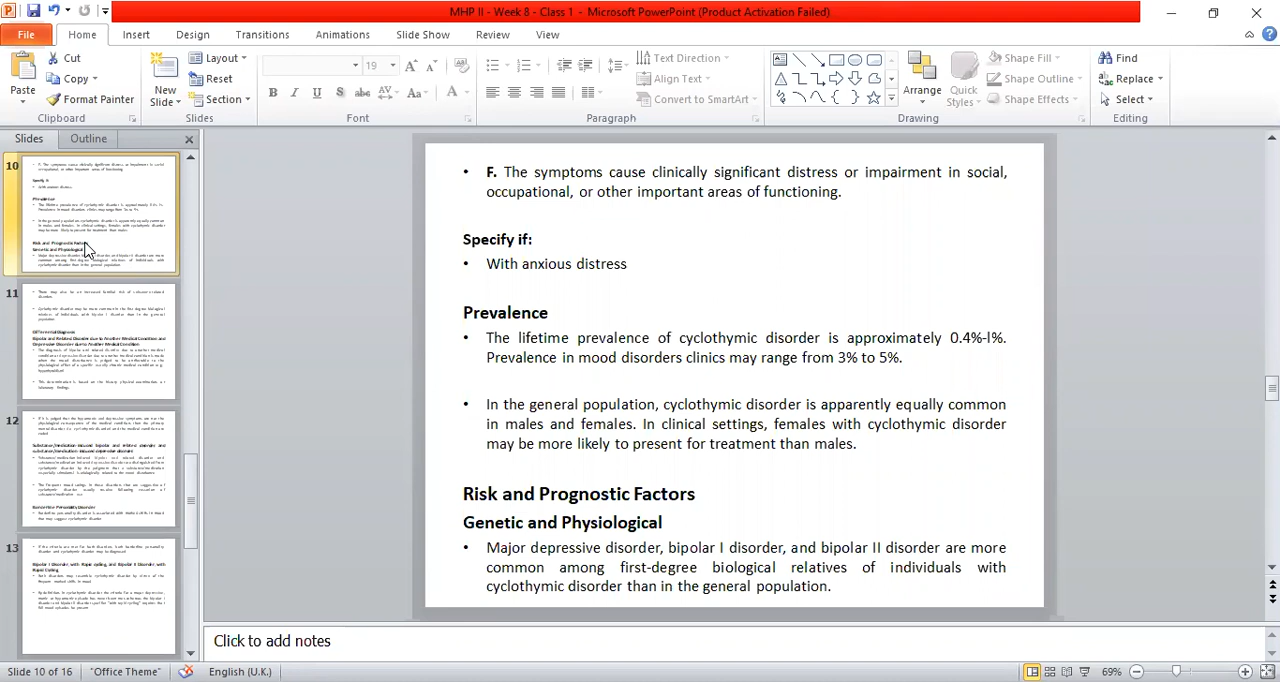 MHP II - Week 8 - Class 1 - Microsoft PowerPoint (Product Activation Failed)
File Home Insert Design Transitions Animations Slide Show Review View
Paste
Cut
Copy
Format Painter
Clipboard
New Slide
Layout
Reset
Section
Slides
19
Font
Text Direction
Align Text
Convert to SmartArt
Paragraph
Arrange
Quick Styles
Shape Fill
Shape Outline
Shape Effects
Drawing
Find
Replace
Select
Editing
Slides Outline
10
11
12
13
• F. The symptoms cause clinically significant distress or impairment in social,
occupational, or other important areas of functioning.
Specify if:
• With anxious distress
Prevalence
• The lifetime prevalence of cyclothymic disorder is approximately 0.4%-l%.
Prevalence in mood disorders clinics may range from 3% to 5%.
• In the general population, cyclothymic disorder is apparently equally common
in males and females. In clinical settings, females with cyclothymic disorder
may be more likely to present for treatment than males.
Risk and Prognostic Factors
Genetic and Physiological
• Major depressive disorder, bipolar I disorder, and bipolar II disorder are more
common among first-degree biological relatives of individuals with
cyclothymic disorder than in the general population.
Click to add notes
Slide 10 of 16 "Office Theme" English (U.K.) 69%